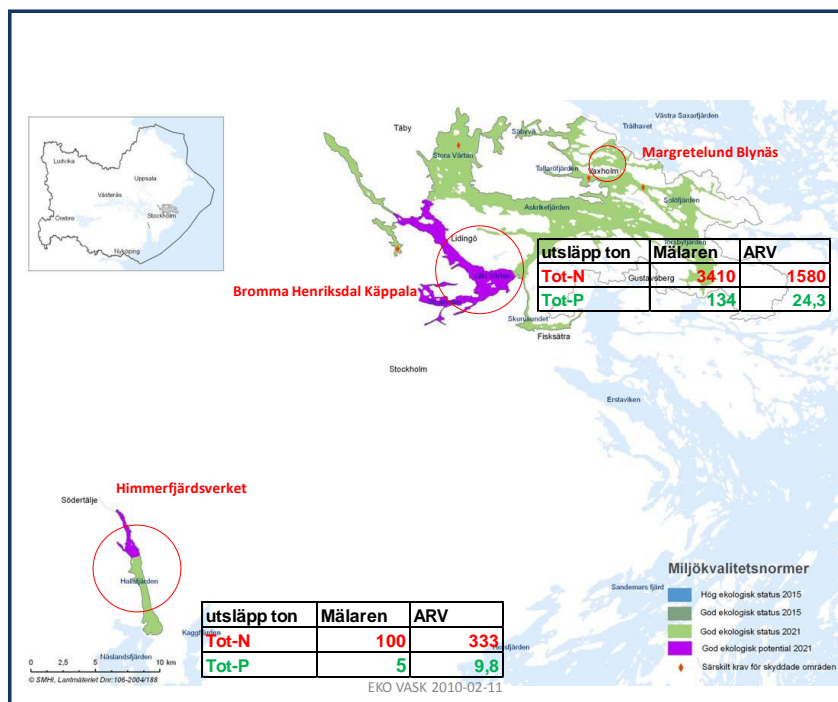 Västra Saxarfjärden
Trälhavet
Täby
Säbyvik
Margretelund Blynäs
Stora Värtan
Tallaröfjärden
Vaxholm
Ludvika
Uppsala
Västerås
Örebro
Stockholm
Nyköping
Askrikefjärden
Solöfjärden
Lidingö
Torsbyfjärden
utsläpp ton Mälaren ARV
Tot-N 3410 1580
Tot-P 134 24,3
Gustavsberg
Lilla Värtan
Bromma Henriksdal Käppala
Skurusundet
Fisksätra
Stockholm
Erstaviken
Himmerfjärdsverket
Södertälje
Hallsfjärden
Miljökvalitetsnormer
Hög ekologisk status 2015
God ekologisk status 2015
God ekologisk status 2021
God ekologisk potential 2021
Särskilt krav för skyddade områden
Sandemars fjärd
utsläpp ton Mälaren ARV
Tot-N 100 333
Tot-P 5 9,8
Kaggfjärden
Näslandsfjärden
0 2,5 5 10 km
© SMHI, Lantmäteriet Dnr:106-2004/188
EKO VASK 2010-02-11